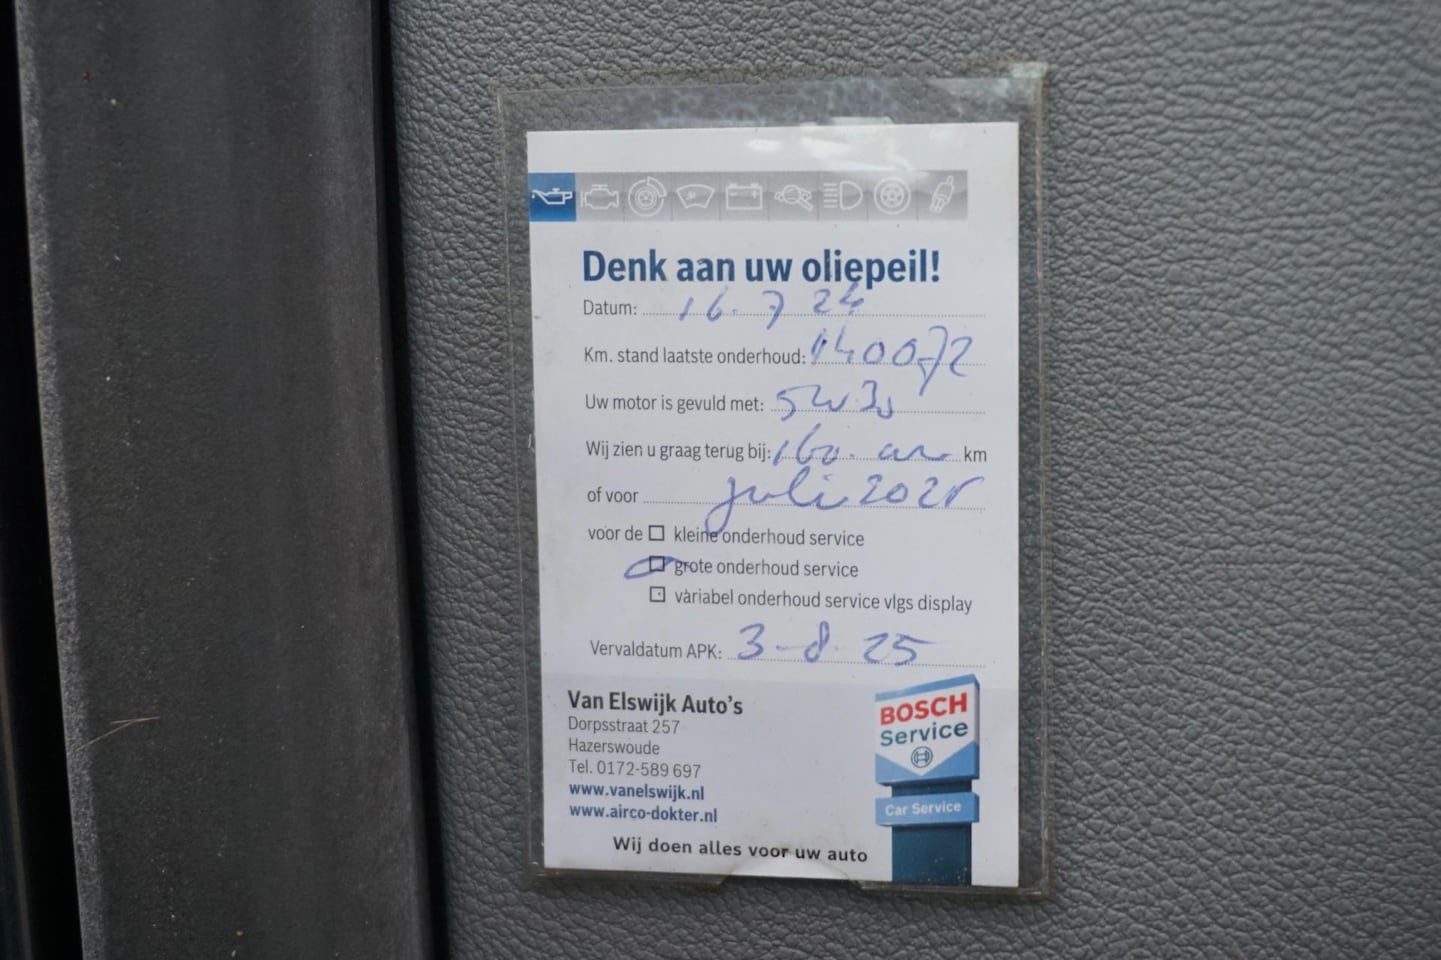 Denk aan uw oliepeil!
Datum: 16.7 24
Km. stand laatste onderhoud: 140072
Uw motor is gevuld met: 5W30
Wij zien u graag terug bij: 160. km
of voor juli 2025
voor de ☐ kleine onderhoud service
☐ grote onderhoud service
☐ variabel onderhoud service vlgs display
Vervaldatum APK: 3-8-25
Van Elswijk Auto's
Dorpsstraat 257
Hazerswoude
Tel. 0172-589 697
www.vanelswijk.nl
www.airco-dokter.nl
BOSCH
Service
Car Service
Wij doen alles voor uw auto